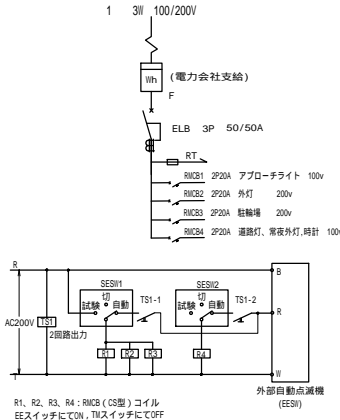 1 3W 100/200V
Wh (電力会社支給)
F
ELB 3P 50/50A
RT
RMCB1 2P20A アプローチライト 100v
RMCB2 2P20A 外灯 200v
RMCB3 2P20A 駐輪場 200v
RMCB4 2P20A 道路灯、常夜灯,時計 100v
R
SESW1
切
試験 自動
TS1-1
SESW2
切
試験 自動
TS1-2
B
R
AC200V
TS1
2回路出力
R1
R2
R3
R4
T
W
外部自動点滅機
(EESW)
R1、R2、R3、R4:RMCB(CS型)コイル
EEスイッチにてON,TMスイッチにてOFF